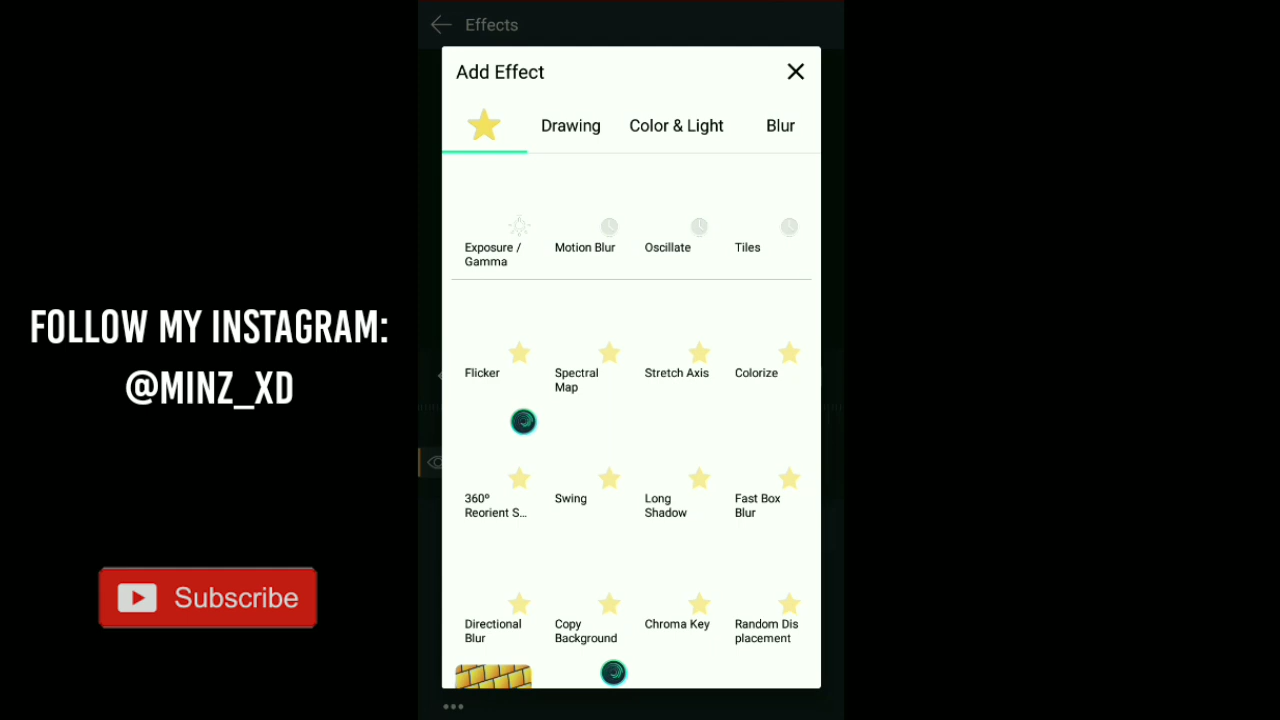 Effects
Add Effect
Drawing
Color & Light
Blur
Exposure /
Gamma
Motion Blur
Oscillate
Tiles
Flicker
Spectral
Map
Stretch Axis
Colorize
360º
Reorient S...
Swing
Long
Shadow
Fast Box
Blur
Directional
Blur
Copy
Background
Chroma Key
Random Dis
placement
FOLLOW MY INSTAGRAM:
@MINZ_XD
Subscribe